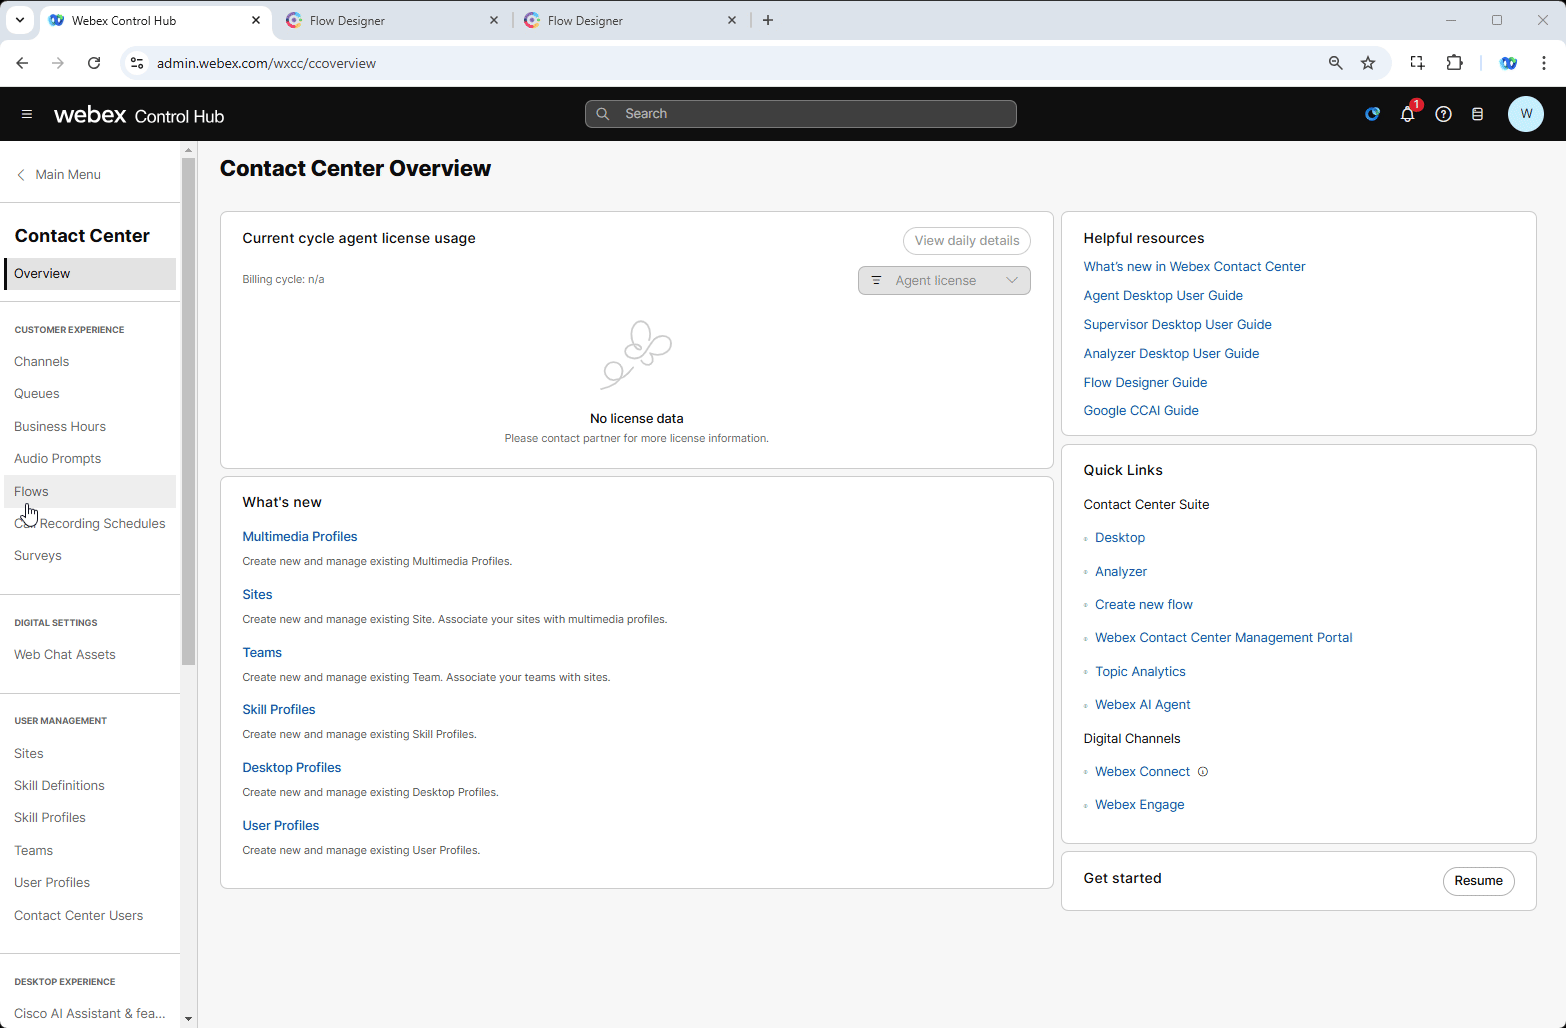 Webex Control Hub
Flow Designer
Flow Designer
admin.webex.com/wxcc/ccoverview
webex Control Hub
Search
1
W
Main Menu
Contact Center
Overview
CUSTOMER EXPERIENCE
Channels
Queues
Business Hours
Audio Prompts
Flows
Recording Schedules
Surveys
DIGITAL SETTINGS
Web Chat Assets
USER MANAGEMENT
Sites
Skill Definitions
Skill Profiles
Teams
User Profiles
Contact Center Users
DESKTOP EXPERIENCE
Cisco AI Assistant & fea...
Contact Center Overview
Current cycle agent license usage
View daily details
Billing cycle: n/a
Agent license
No license data
Please contact partner for more license information.
What's new
Multimedia Profiles
Create new and manage existing Multimedia Profiles.
Sites
Create new and manage existing Site. Associate your sites with multimedia profiles.
Teams
Create new and manage existing Team. Associate your teams with sites.
Skill Profiles
Create new and manage existing Skill Profiles.
Desktop Profiles
Create new and manage existing Desktop Profiles.
User Profiles
Create new and manage existing User Profiles.
Helpful resources
What's new in Webex Contact Center
Agent Desktop User Guide
Supervisor Desktop User Guide
Analyzer Desktop User Guide
Flow Designer Guide
Google CCAI Guide
Quick Links
Contact Center Suite
Desktop
Analyzer
Create new flow
Webex Contact Center Management Portal
Topic Analytics
Webex AI Agent
Digital Channels
Webex Connect
Webex Engage
Get started
Resume